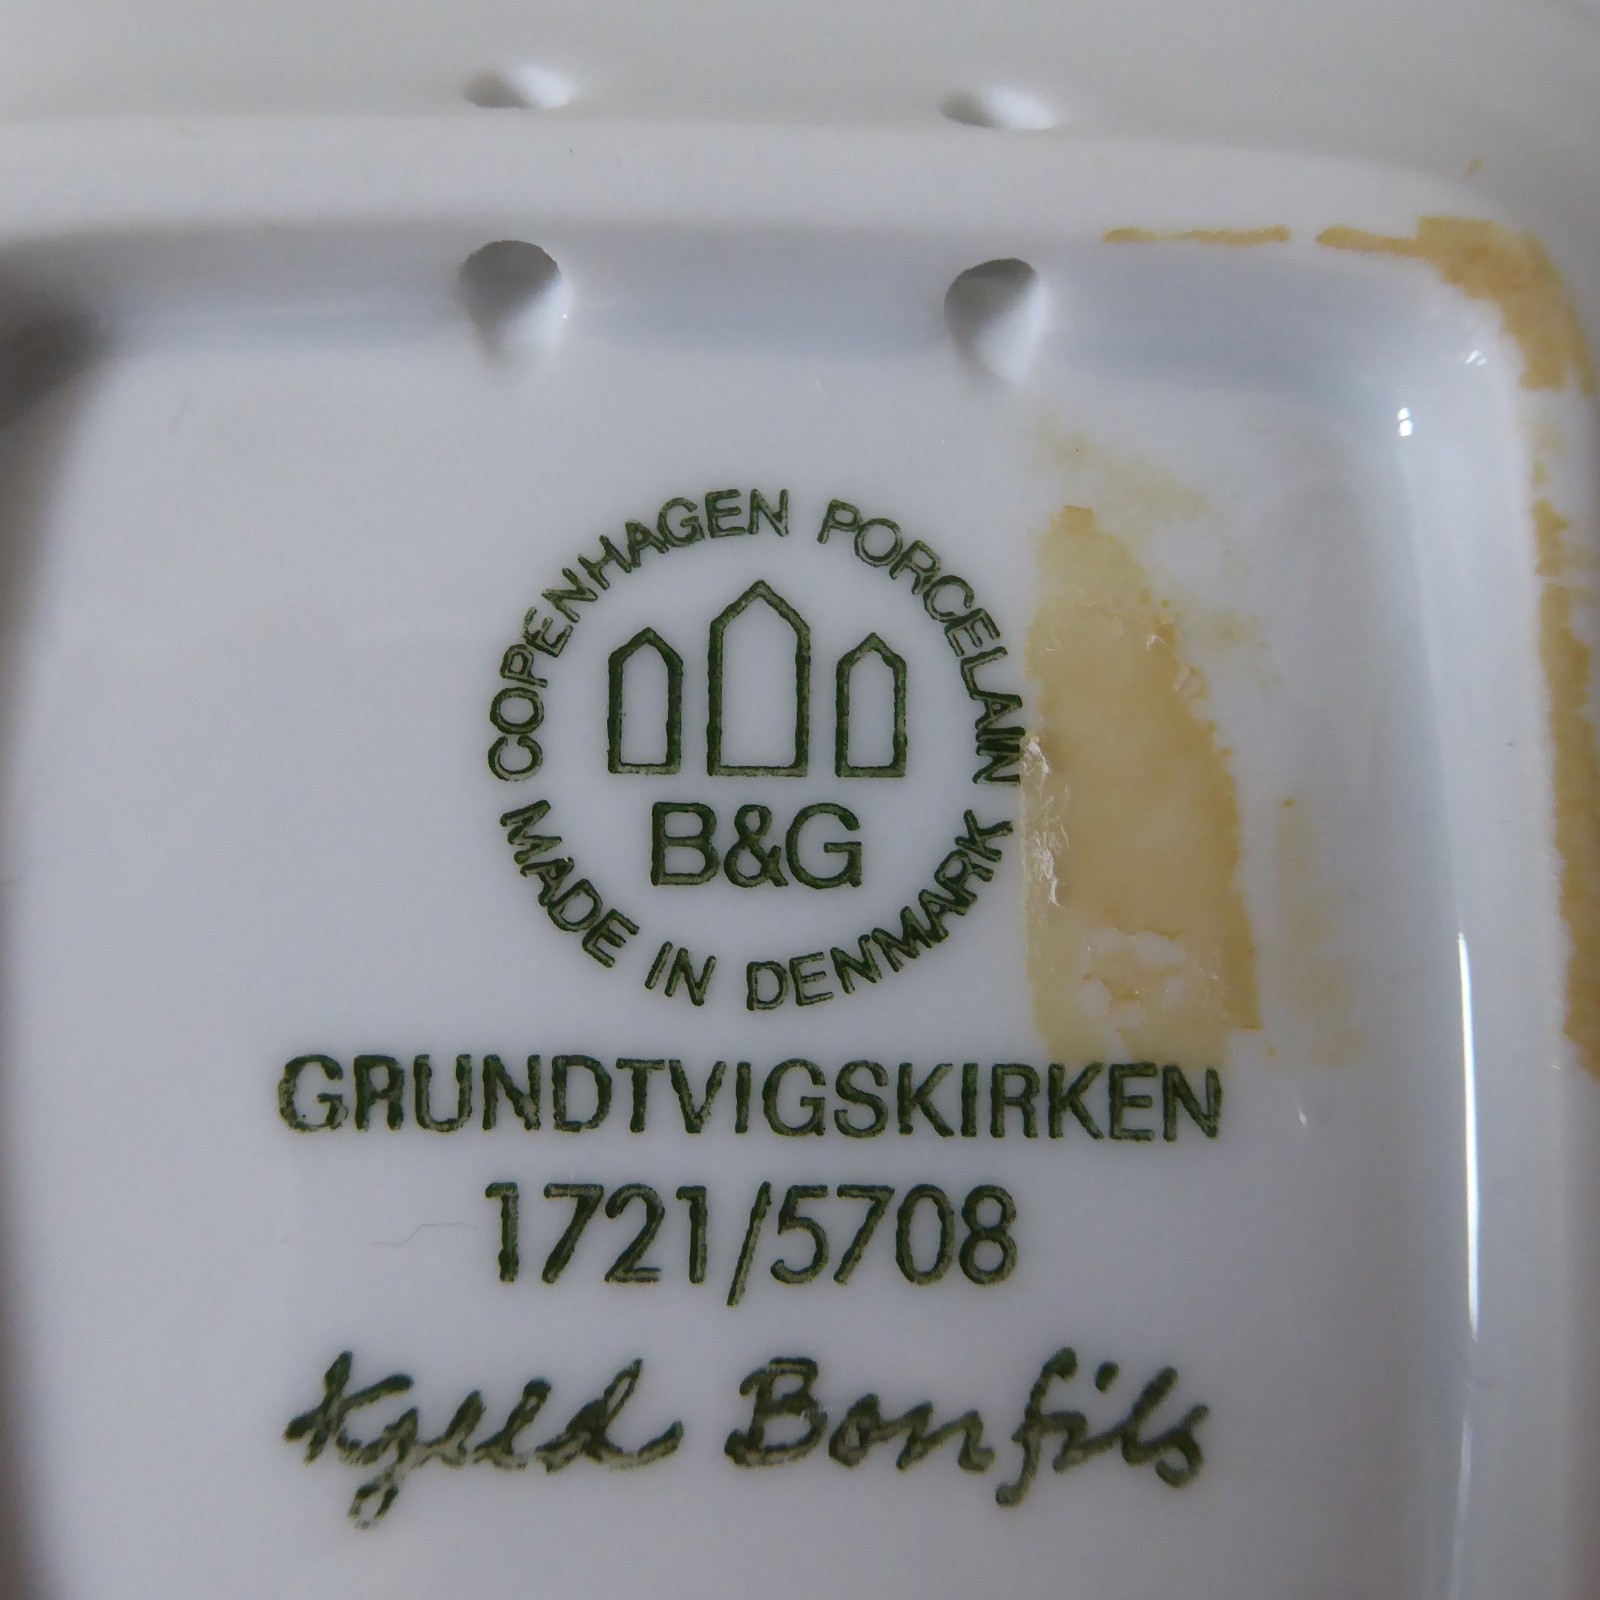 COPENHAGEN PORCELAIN
B&G
MADE IN DENMARK
GRUNDTVIGSKIRKEN
1721/5708
Kjeld Bonfils